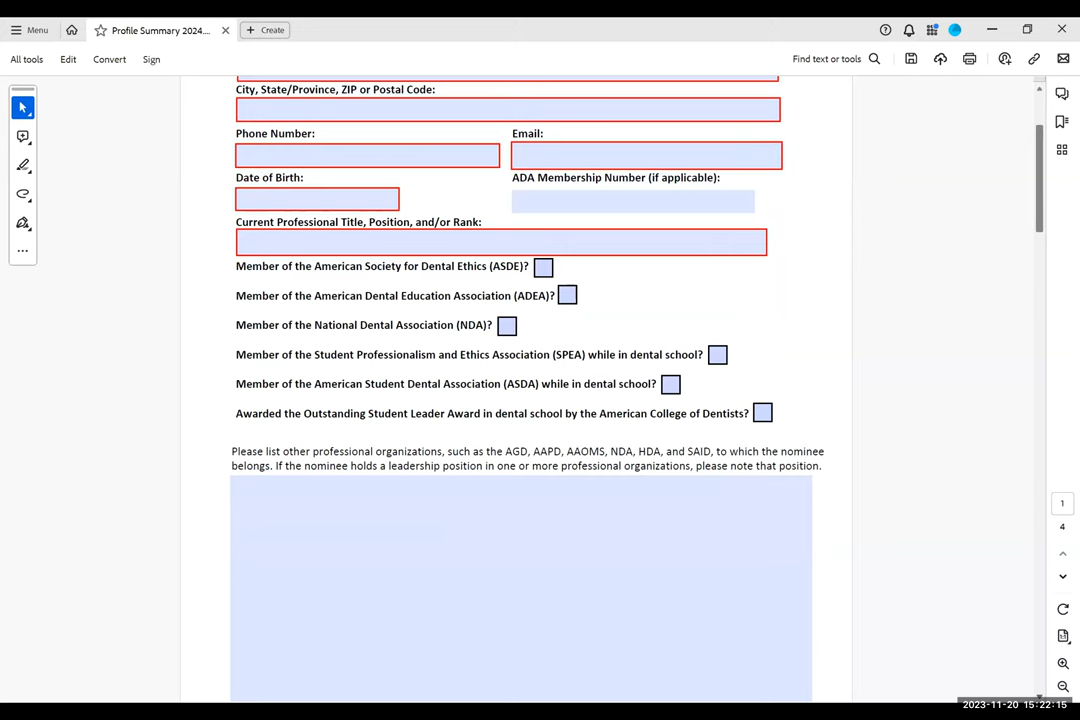 Menu
Profile Summary 2024....
Create
All tools
Edit
Convert
Sign
Find text or tools
City, State/Province, ZIP or Postal Code:
Phone Number:
Email:
Date of Birth:
ADA Membership Number (if applicable):
Current Professional Title, Position, and/or Rank:
Member of the American Society for Dental Ethics (ASDE)?
Member of the American Dental Education Association (ADEA)?
Member of the National Dental Association (NDA)?
Member of the Student Professionalism and Ethics Association (SPEA) while in dental school?
Member of the American Student Dental Association (ASDA) while in dental school?
Awarded the Outstanding Student Leader Award in dental school by the American College of Dentists?
Please list other professional organizations, such as the AGD, AAPD, AAOMS, NDA, HDA, and SAID, to which the nominee
belongs. If the nominee holds a leadership position in one or more professional organizations, please note that position.
1
4
2023-11-20 15:22:15